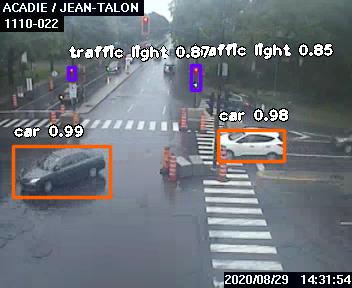 ACADIE / JEAN-TALON
1110-022
traffic light 0.87
affic light 0.85
car 0.99
car 0.98
2020/08/29 14:31:54